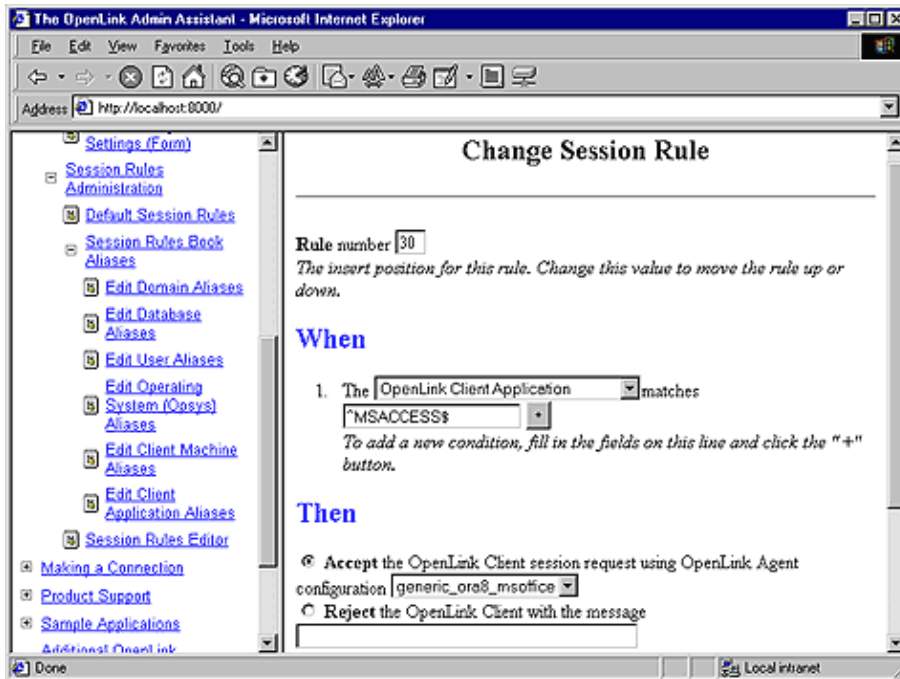 The OpenLink Admin Assistant - Microsoft Internet Explorer
File Edit View Favorites Tools Help
Address http://localhost:8000/
Settings (Form)
Session Rules
Administration
Default Session Rules
Session Rules Book
Aliases
Edit Domain Aliases
Edit Database
Aliases
Edit User Aliases
Edit Operating
System (Opsys)
Aliases
Edit Client Machine
Aliases
Edit Client
Application Aliases
Session Rules Editor
Making a Connection
Product Support
Sample Applications
Additional OpenLink
Change Session Rule
Rule number 30
The insert position for this rule. Change this value to move the rule up or
down.
When
1. The OpenLink Client Application matches
^MSACCESS$ +
To add a new condition, fill in the fields on this line and click the "+"
button.
Then
Accept the OpenLink Client session request using OpenLink Agent
configuration generic_ora8_msoffice
Reject the OpenLink Client with the message
Done Local intranet